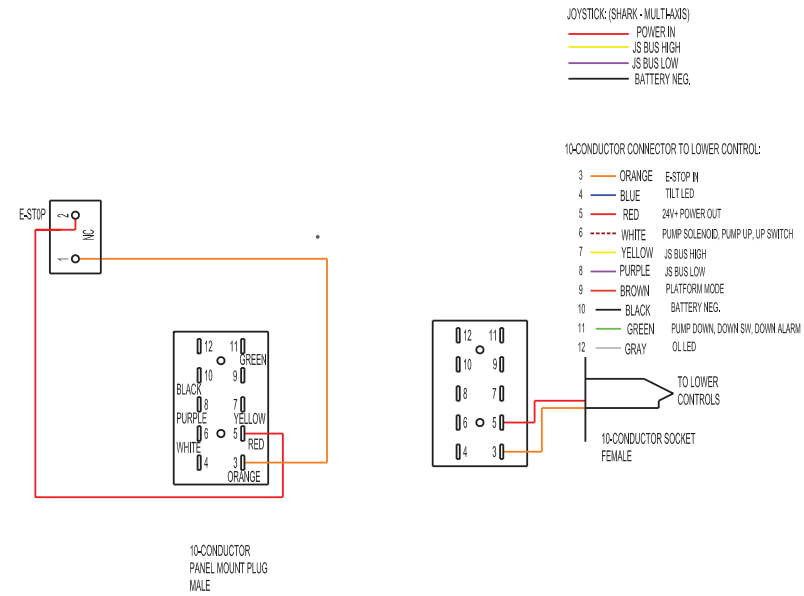 JOYSTICK: (SHARK - MULTI-AXIS)
POWER IN
JS BUS HIGH
JS BUS LOW
BATTERY NEG.
10-CONDUCTOR CONNECTOR TO LOWER CONTROL:
3 ORANGE E-STOP IN
4 BLUE TILT LED
5 RED 24V+ POWER OUT
6 WHITE PUMP SOLENOID, PUMP UP, UP SWITCH
7 YELLOW JS BUS HIGH
8 PURPLE JS BUS LOW
9 BROWN PLATFORM MODE
10 BLACK BATTERY NEG.
11 GREEN PUMP DOWN, DOWN SW, DOWN ALARM
12 GRAY OL LED
E-STOP
2
NC
1
12 11
GREEN
10 9
BLACK
8 7
PURPLE YELLOW
6 5
WHITE RED
4 3
ORANGE
10-CONDUCTOR
PANEL MOUNT PLUG
MALE
12 11
10 9
8 7
6 5
4 3
TO LOWER
CONTROLS
10-CONDUCTOR SOCKET
FEMALE